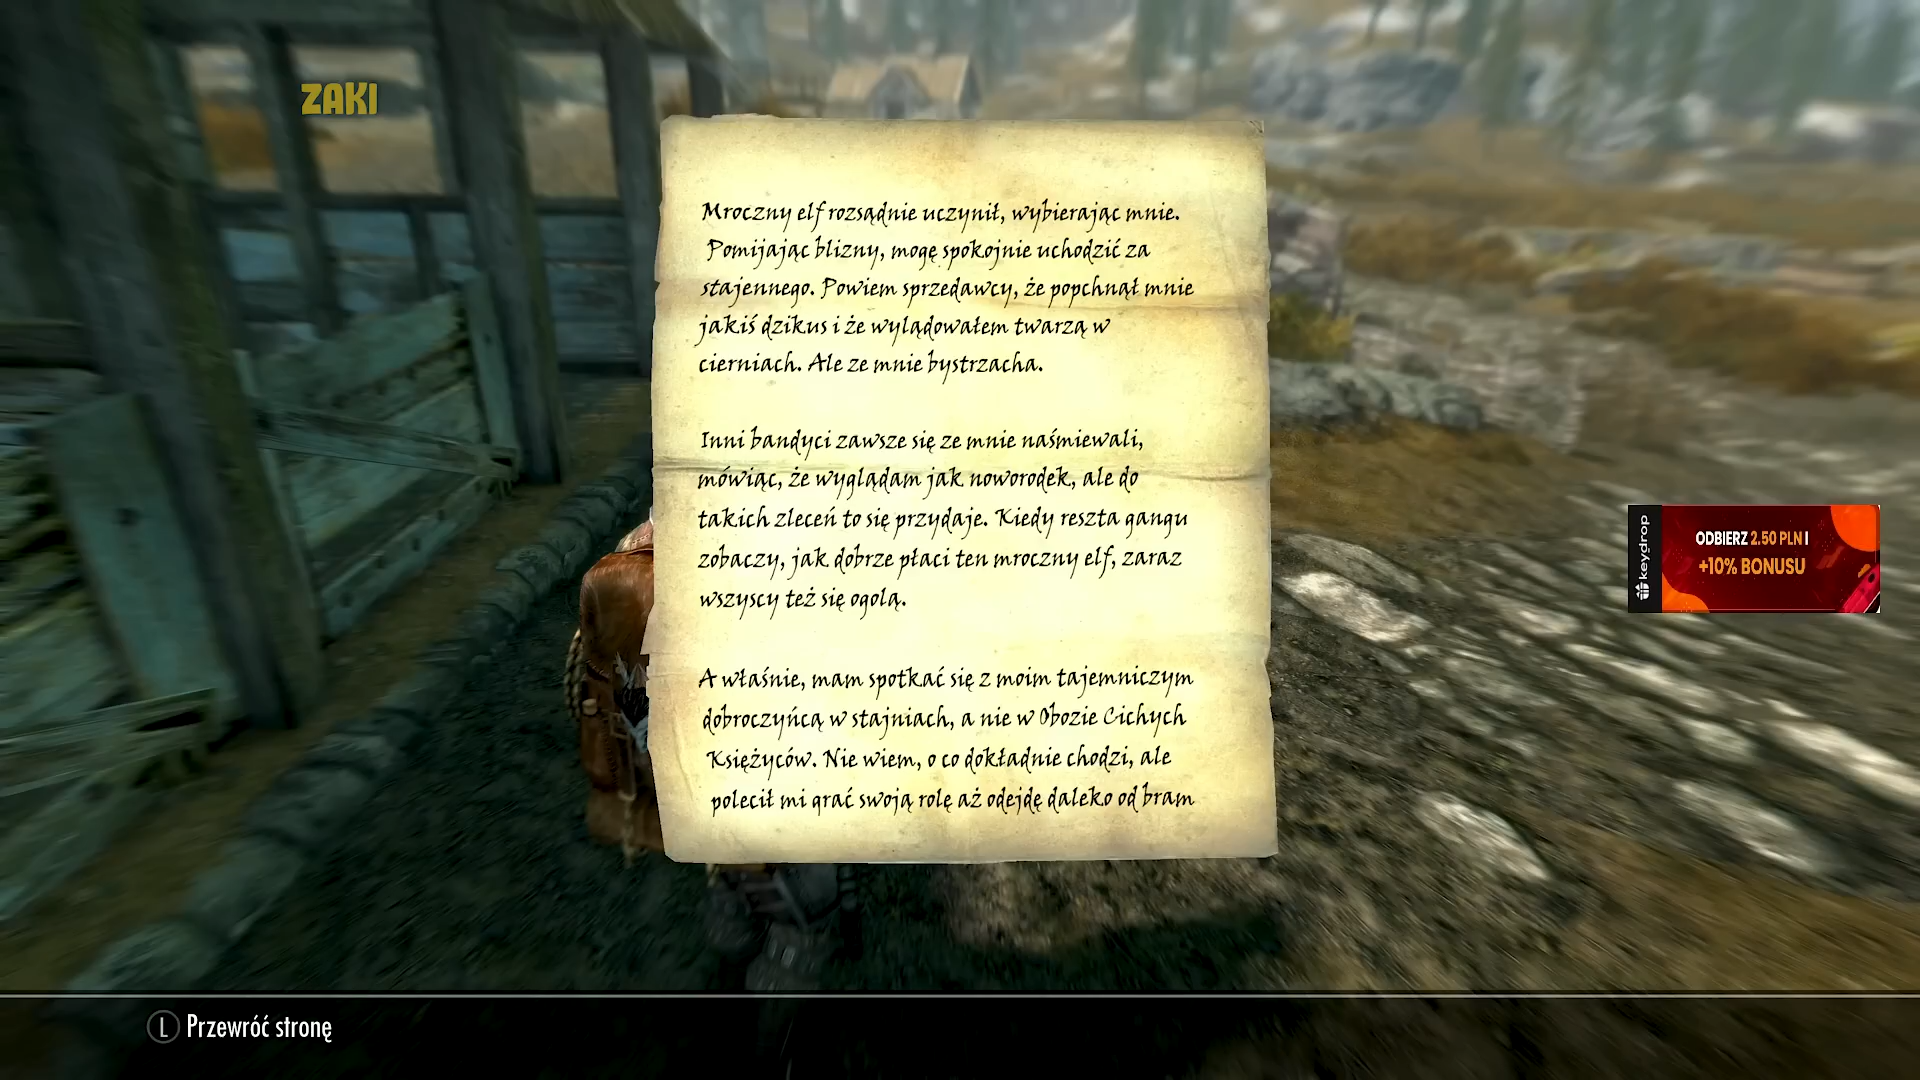 ZAKI
Mroczny elf rozsądnie uczynił, wybierając mnie.
Pomijając blizny, mogę spokojnie uchodzić za
stajennego. Powiem sprzedawcy, że popchnął mnie
jakiś dzikus i że wylądowałem twarzą w
cierniach. Ale ze mnie bystrzacha.
Inni bandyci zawsze się ze mnie naśmiewali,
mówiąc, że wyglądam jak noworodek, ale do
takich zleceń to się przydaje. Kiedy reszta gangu
zobaczy, jak dobrze płaci ten mroczny elf, zaraz
wszyscy też się ogolą.
A właśnie, mam spotkać się z moim tajemniczym
dobroczyńcą w stajniach, a nie w Obozie Cichych
Księżyców. Nie wiem, o co dokładnie chodzi, ale
polecił mi grać swoją rolę aż odejdę daleko od bram
keydrop
ODBIERZ 2.50 PLN I
+10% BONUSU
L Przewróć stronę